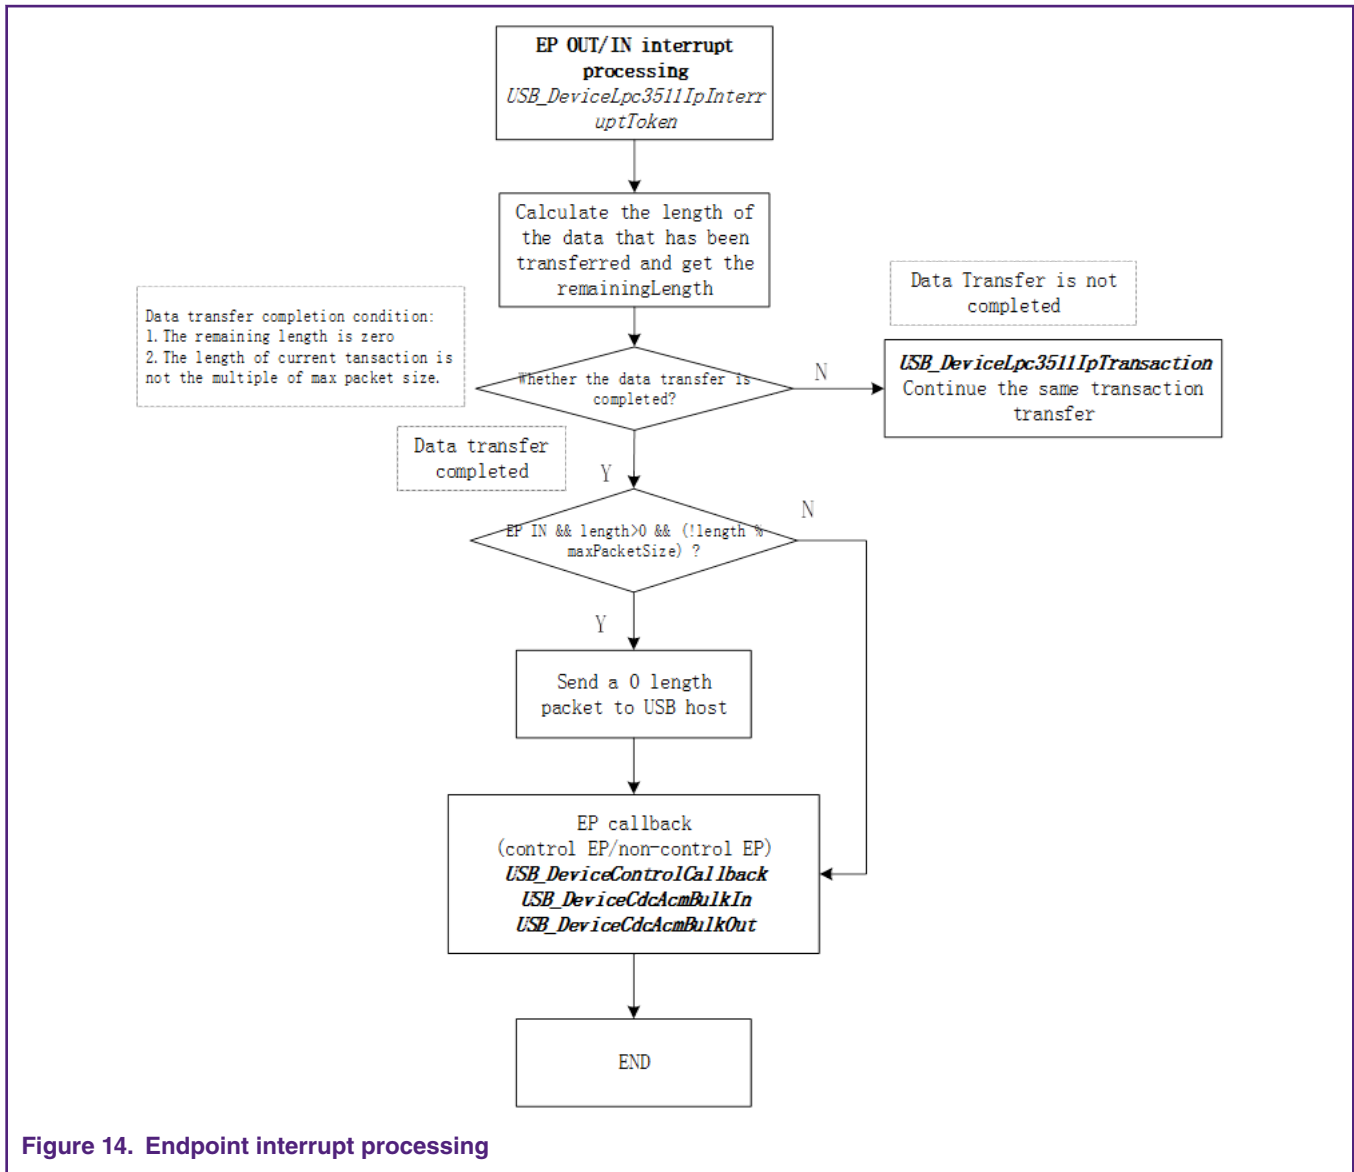 EP OUT/IN interrupt
processing
USB_DeviceLpc3511IpInterr
uptToken
Calculate the length of
the data that has been
transferred and get the
remainingLength
Data Transfer is not
completed
Data transfer completion condition:
1. The remaining length is zero
2. The length of current tansaction is
not the multiple of max packet size.
Whether the data transfer is
completed?
N
USB_DeviceLpc3511IpTransaction
Continue the same transaction
transfer
Data transfer
completed
Y
EP IN && length>0 && (!length %
maxPacketSize) ?
N
Y
Send a 0 length
packet to USB host
EP callback
(control EP/non-control EP)
USB_DeviceControlCallback
USB_DeviceCdcAcmBulkIn
USB_DeviceCdcAcmBulkOut
END
Figure 14. Endpoint interrupt processing